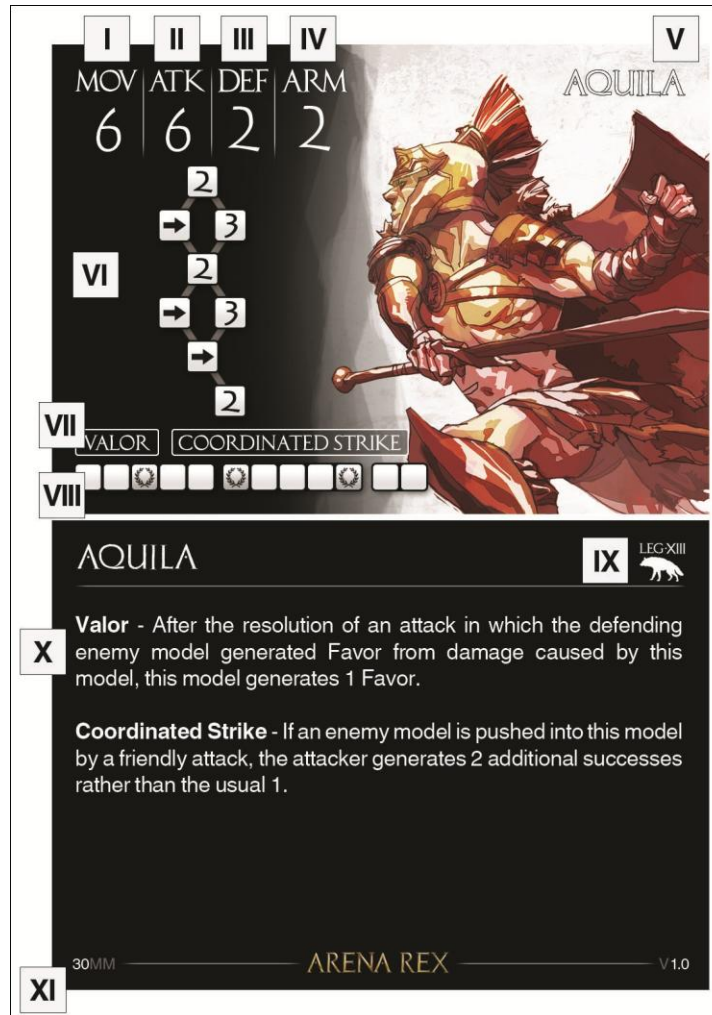 I II III IV V
MOV ATK DEF ARM AQUILA
6 6 2 2
2
3
VI 2
3
2
VII VALOR COORDINATED STRIKE
VIII
AQUILA IX LEG·XIII
Valor - After the resolution of an attack in which the defending
X enemy model generated Favor from damage caused by this
model, this model generates 1 Favor.
Coordinated Strike - If an enemy model is pushed into this model
by a friendly attack, the attacker generates 2 additional successes
rather than the usual 1.
30MM ARENA REX V1.0
XI